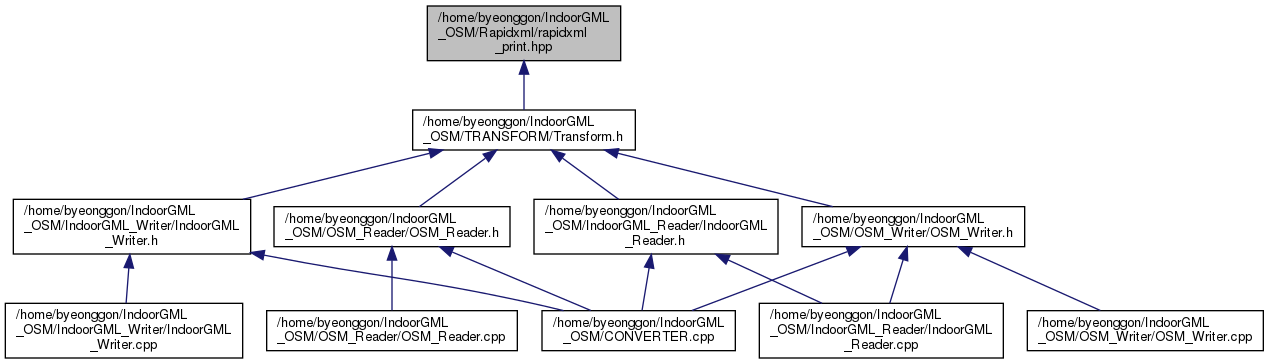 /home/byeonggon/IndoorGML
_OSM/Rapidxml/rapidxml
_print.hpp
/home/byeonggon/IndoorGML
_OSM/TRANSFORM/Transform.h
/home/byeonggon/IndoorGML
_OSM/IndoorGML_Writer/IndoorGML
_Writer.h
/home/byeonggon/IndoorGML
_OSM/OSM_Reader/OSM_Reader.h
/home/byeonggon/IndoorGML
_OSM/IndoorGML_Reader/IndoorGML
_Reader.h
/home/byeonggon/IndoorGML
_OSM/OSM_Writer/OSM_Writer.h
/home/byeonggon/IndoorGML
_OSM/IndoorGML_Writer/IndoorGML
_Writer.cpp
/home/byeonggon/IndoorGML
_OSM/OSM_Reader/OSM_Reader.cpp
/home/byeonggon/IndoorGML
_OSM/CONVERTER.cpp
/home/byeonggon/IndoorGML
_OSM/IndoorGML_Reader/IndoorGML
_Reader.cpp
/home/byeonggon/IndoorGML
_OSM/OSM_Writer/OSM_Writer.cpp